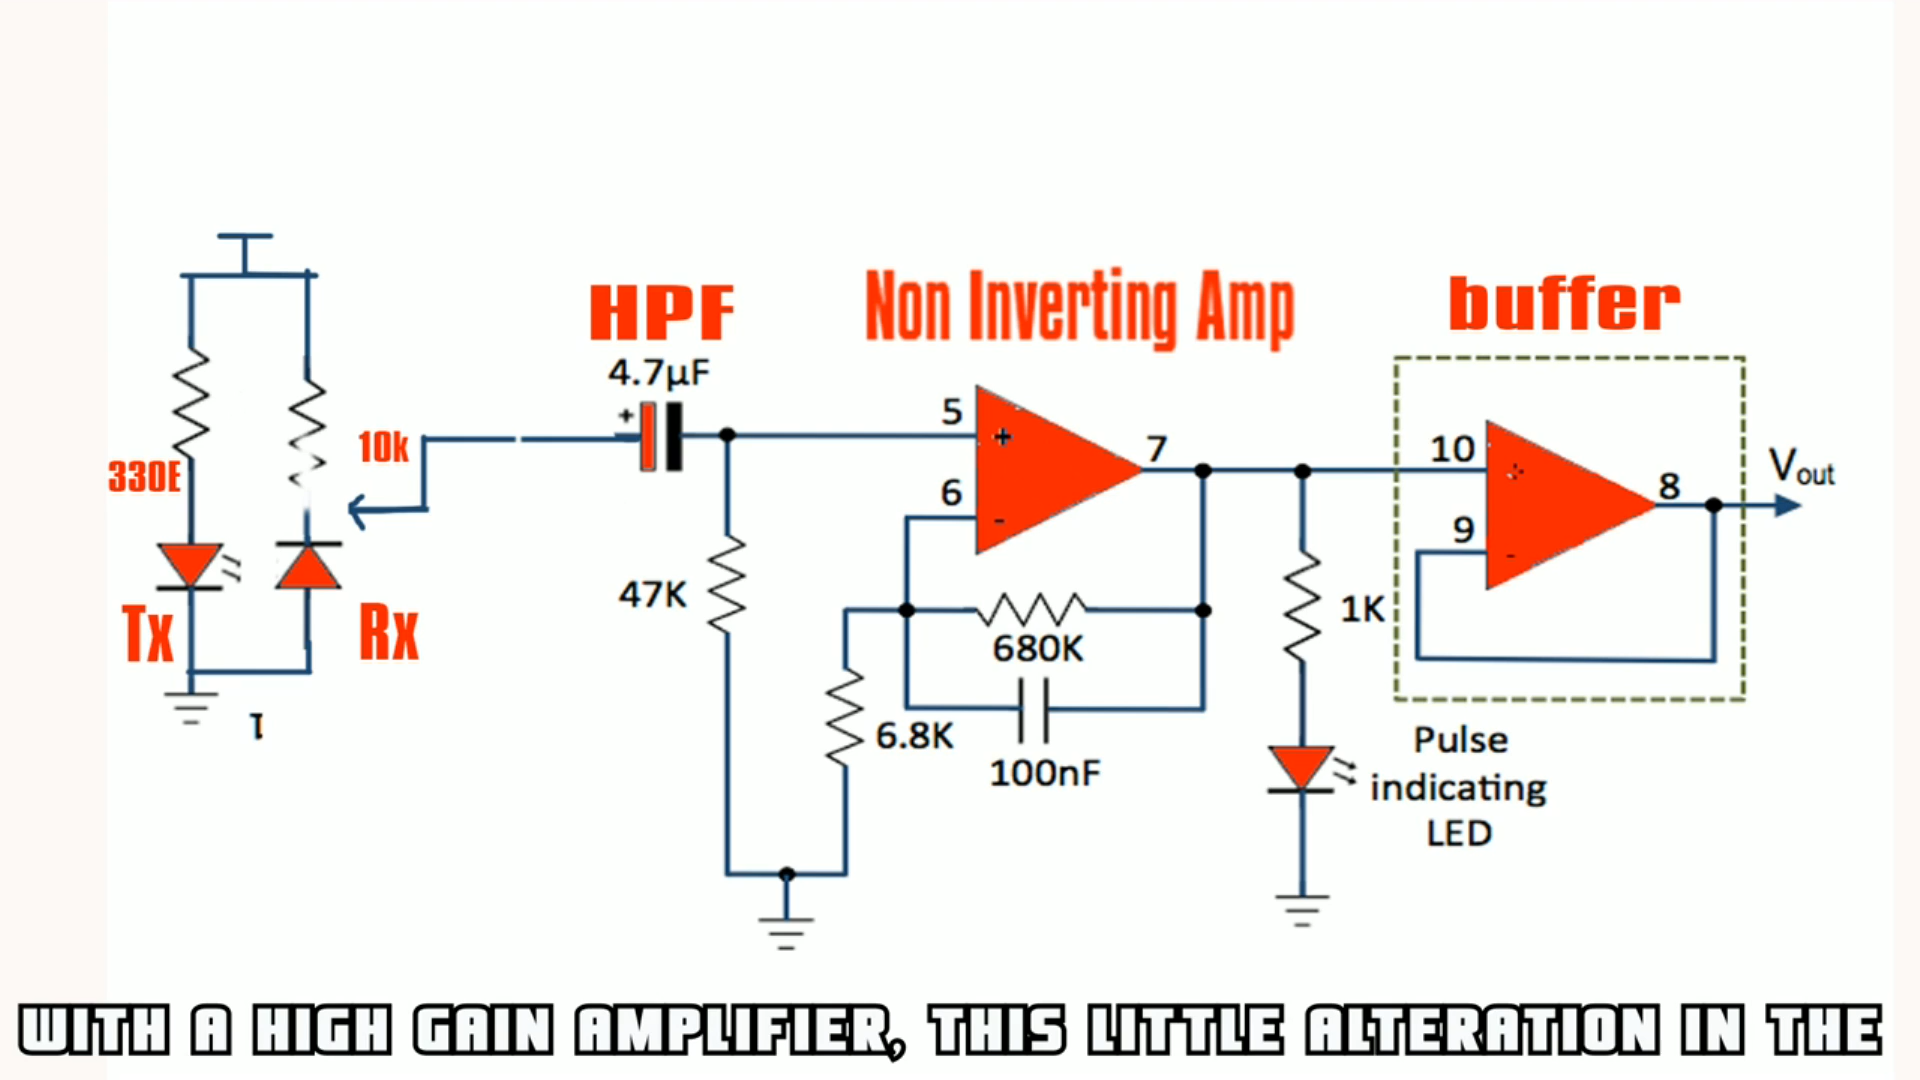 HPF
Non Inverting Amp
buffer
4.7µF
+
5
+
6
-
7
10
+
9
-
8
Vout
10k
330E
Tx
Rx
47K
680K
6.8K
100nF
1K
Pulse
indicating
LED
WITH A HIGH GAIN AMPLIFIER, THIS LITTLE ALTERATION IN THE